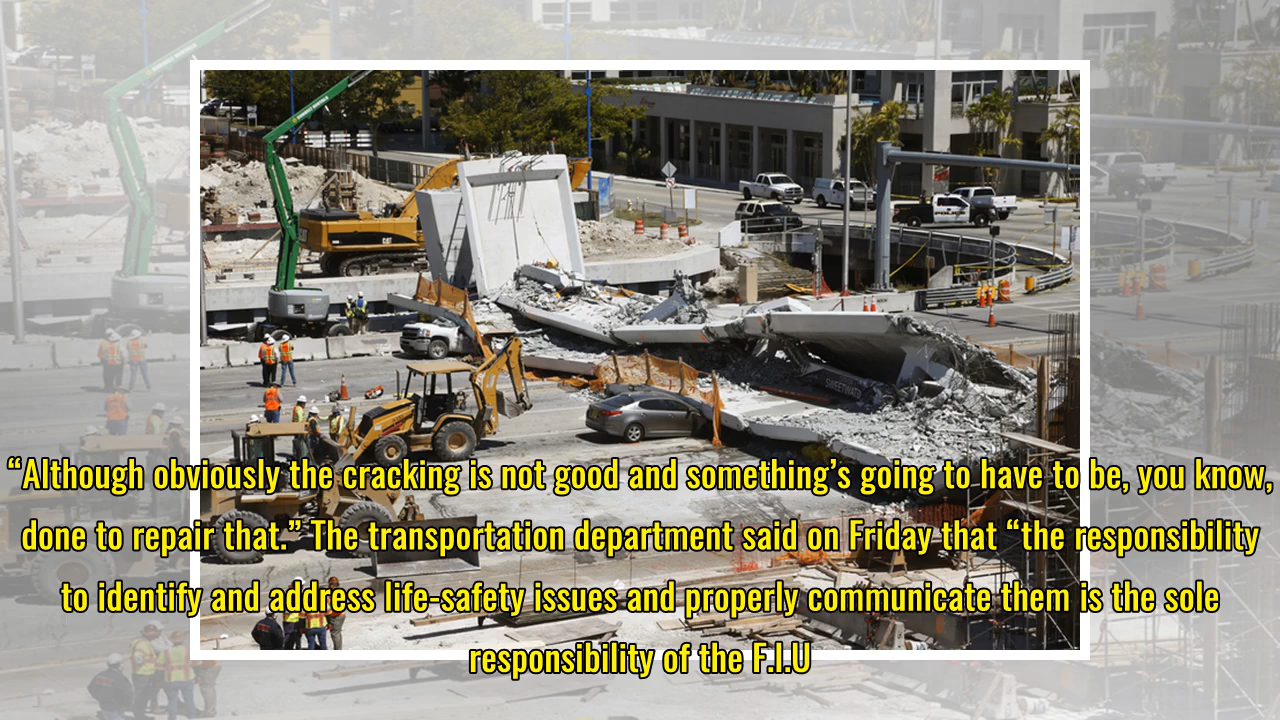 “Although obviously the cracking is not good and something’s going to have to be, you know,
done to repair that.” The transportation department said on Friday that “the responsibility
to identify and address life-safety issues and properly communicate them is the sole
responsibility of the F.I.U
CAT